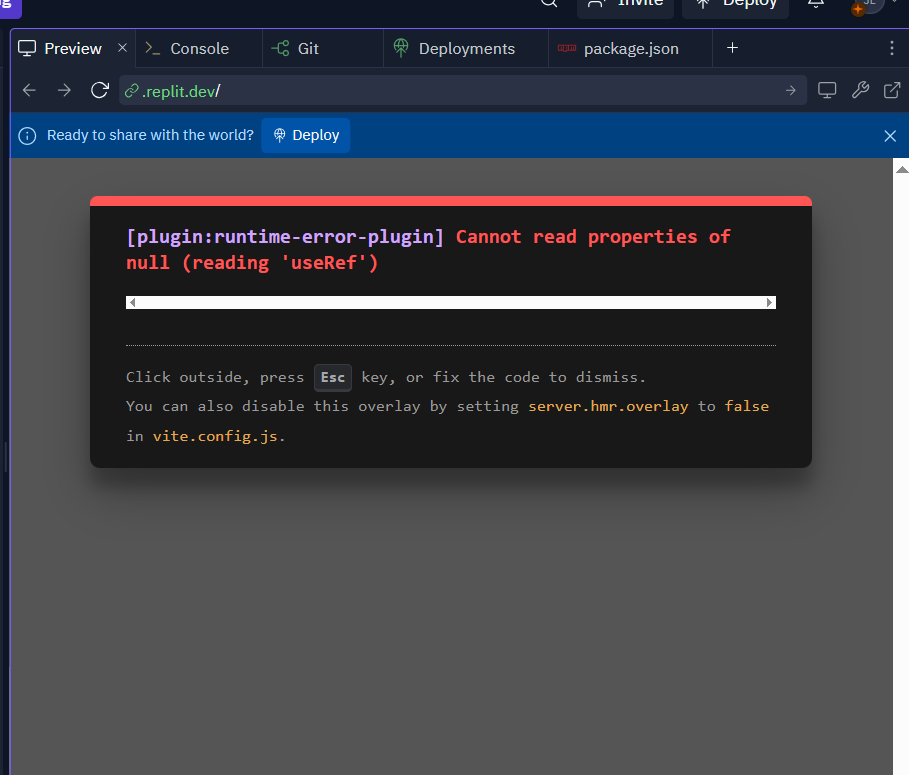 g
Invite
Deploy
JL
Preview
Console
Git
Deployments
package.json
.replit.dev/
Ready to share with the world?
Deploy
[plugin:runtime-error-plugin] Cannot read properties of
null (reading 'useRef')
Click outside, press Esc key, or fix the code to dismiss.
You can also disable this overlay by setting server.hmr.overlay to false
in vite.config.js.